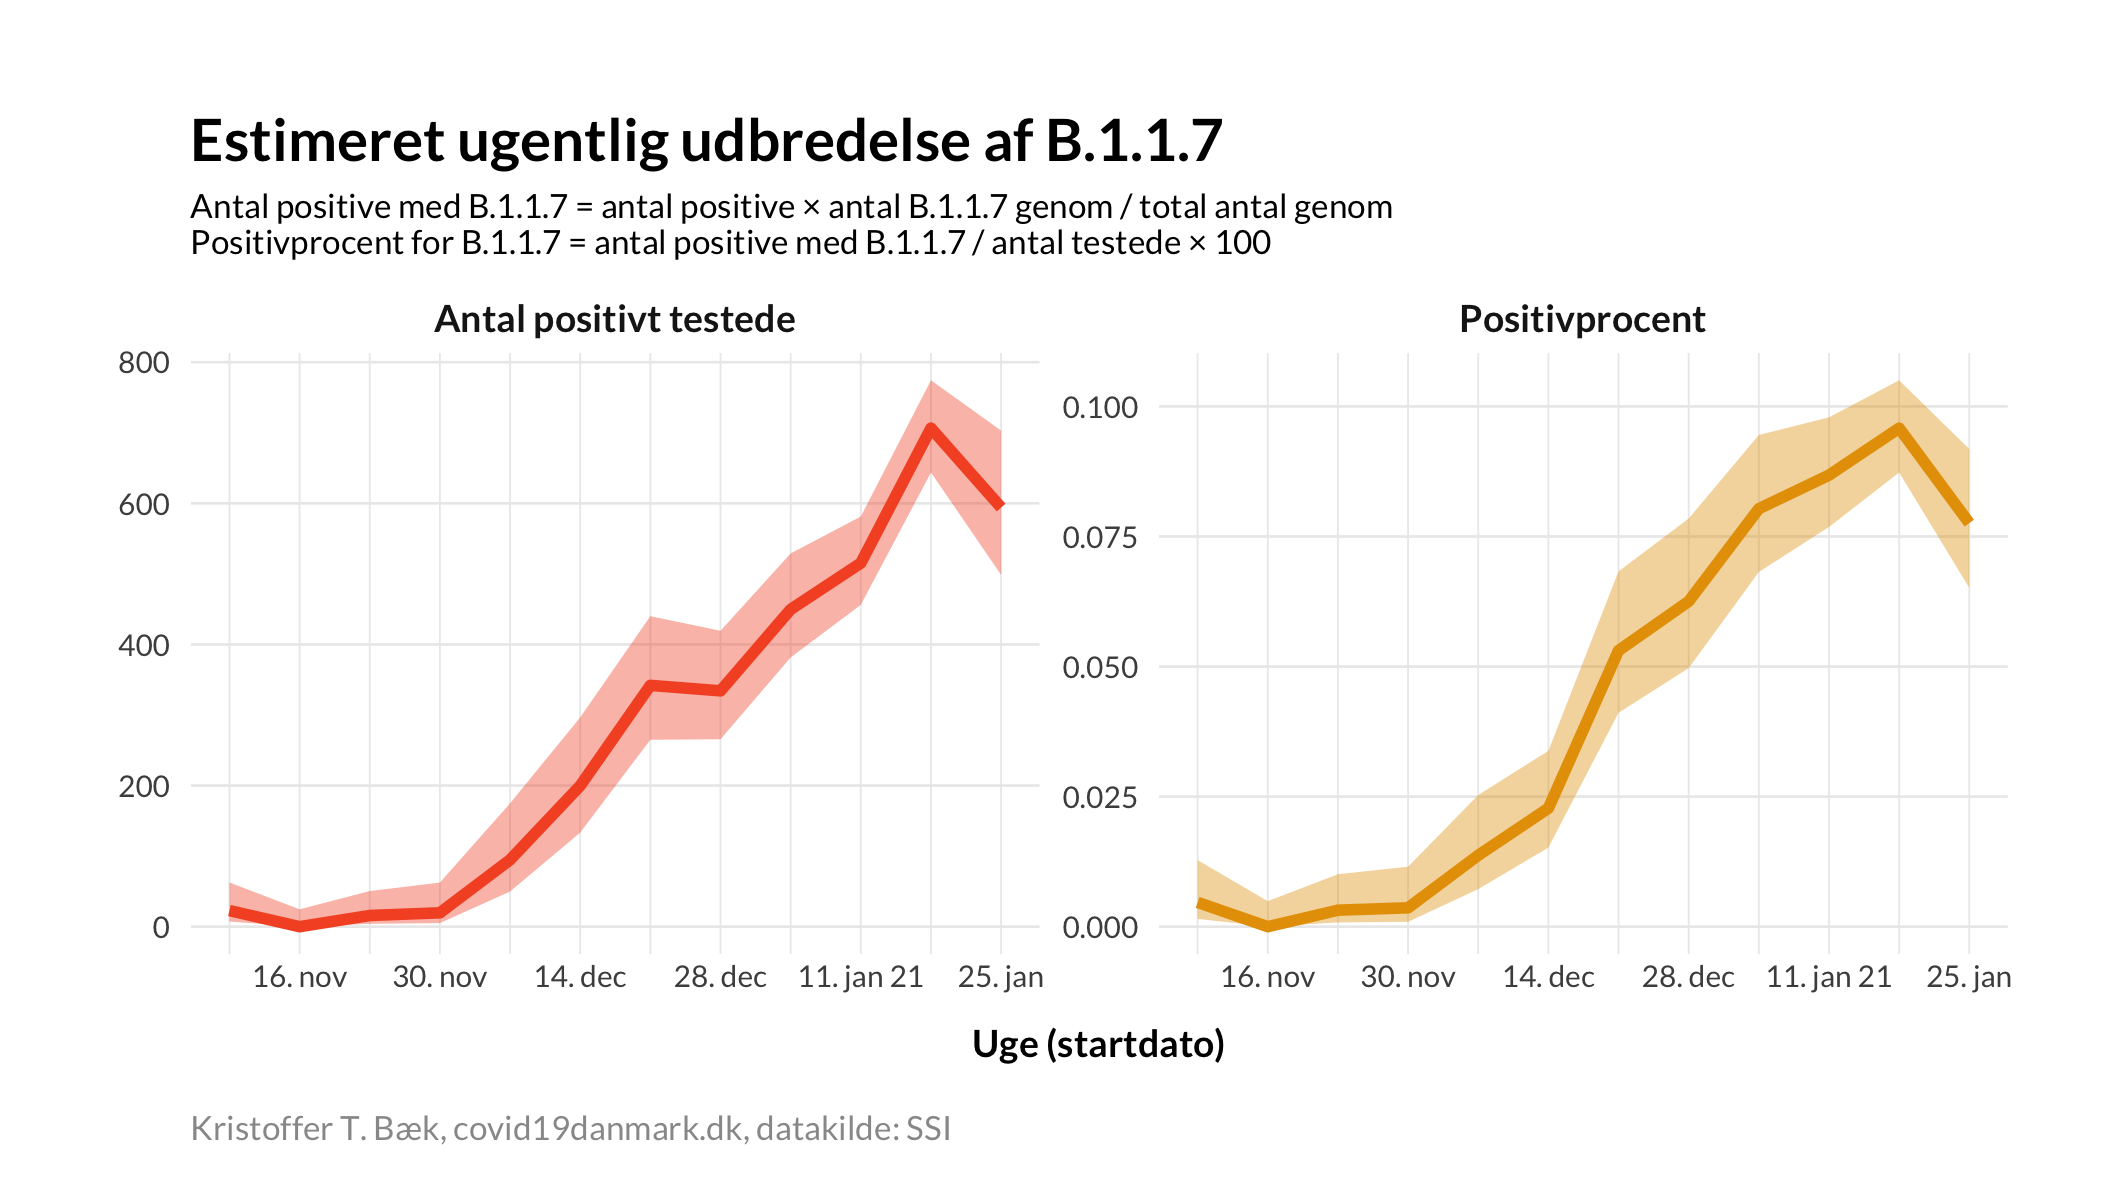 Estimeret ugentlig udbredelse af B.1.1.7
Antal positive med B.1.1.7 = antal positive × antal B.1.1.7 genom / total antal genom
Positivprocent for B.1.1.7 = antal positive med B.1.1.7 / antal testede × 100
Antal positivt testede
800
600
400
200
0
16. nov 30. nov 14. dec 28. dec 11. jan 21 25. jan
Positivprocent
0.100
0.075
0.050
0.025
0.000
16. nov 30. nov 14. dec 28. dec 11. jan 21 25. jan
Uge (startdato)
Kristoffer T. Bæk, covid19danmark.dk, datakilde: SSI